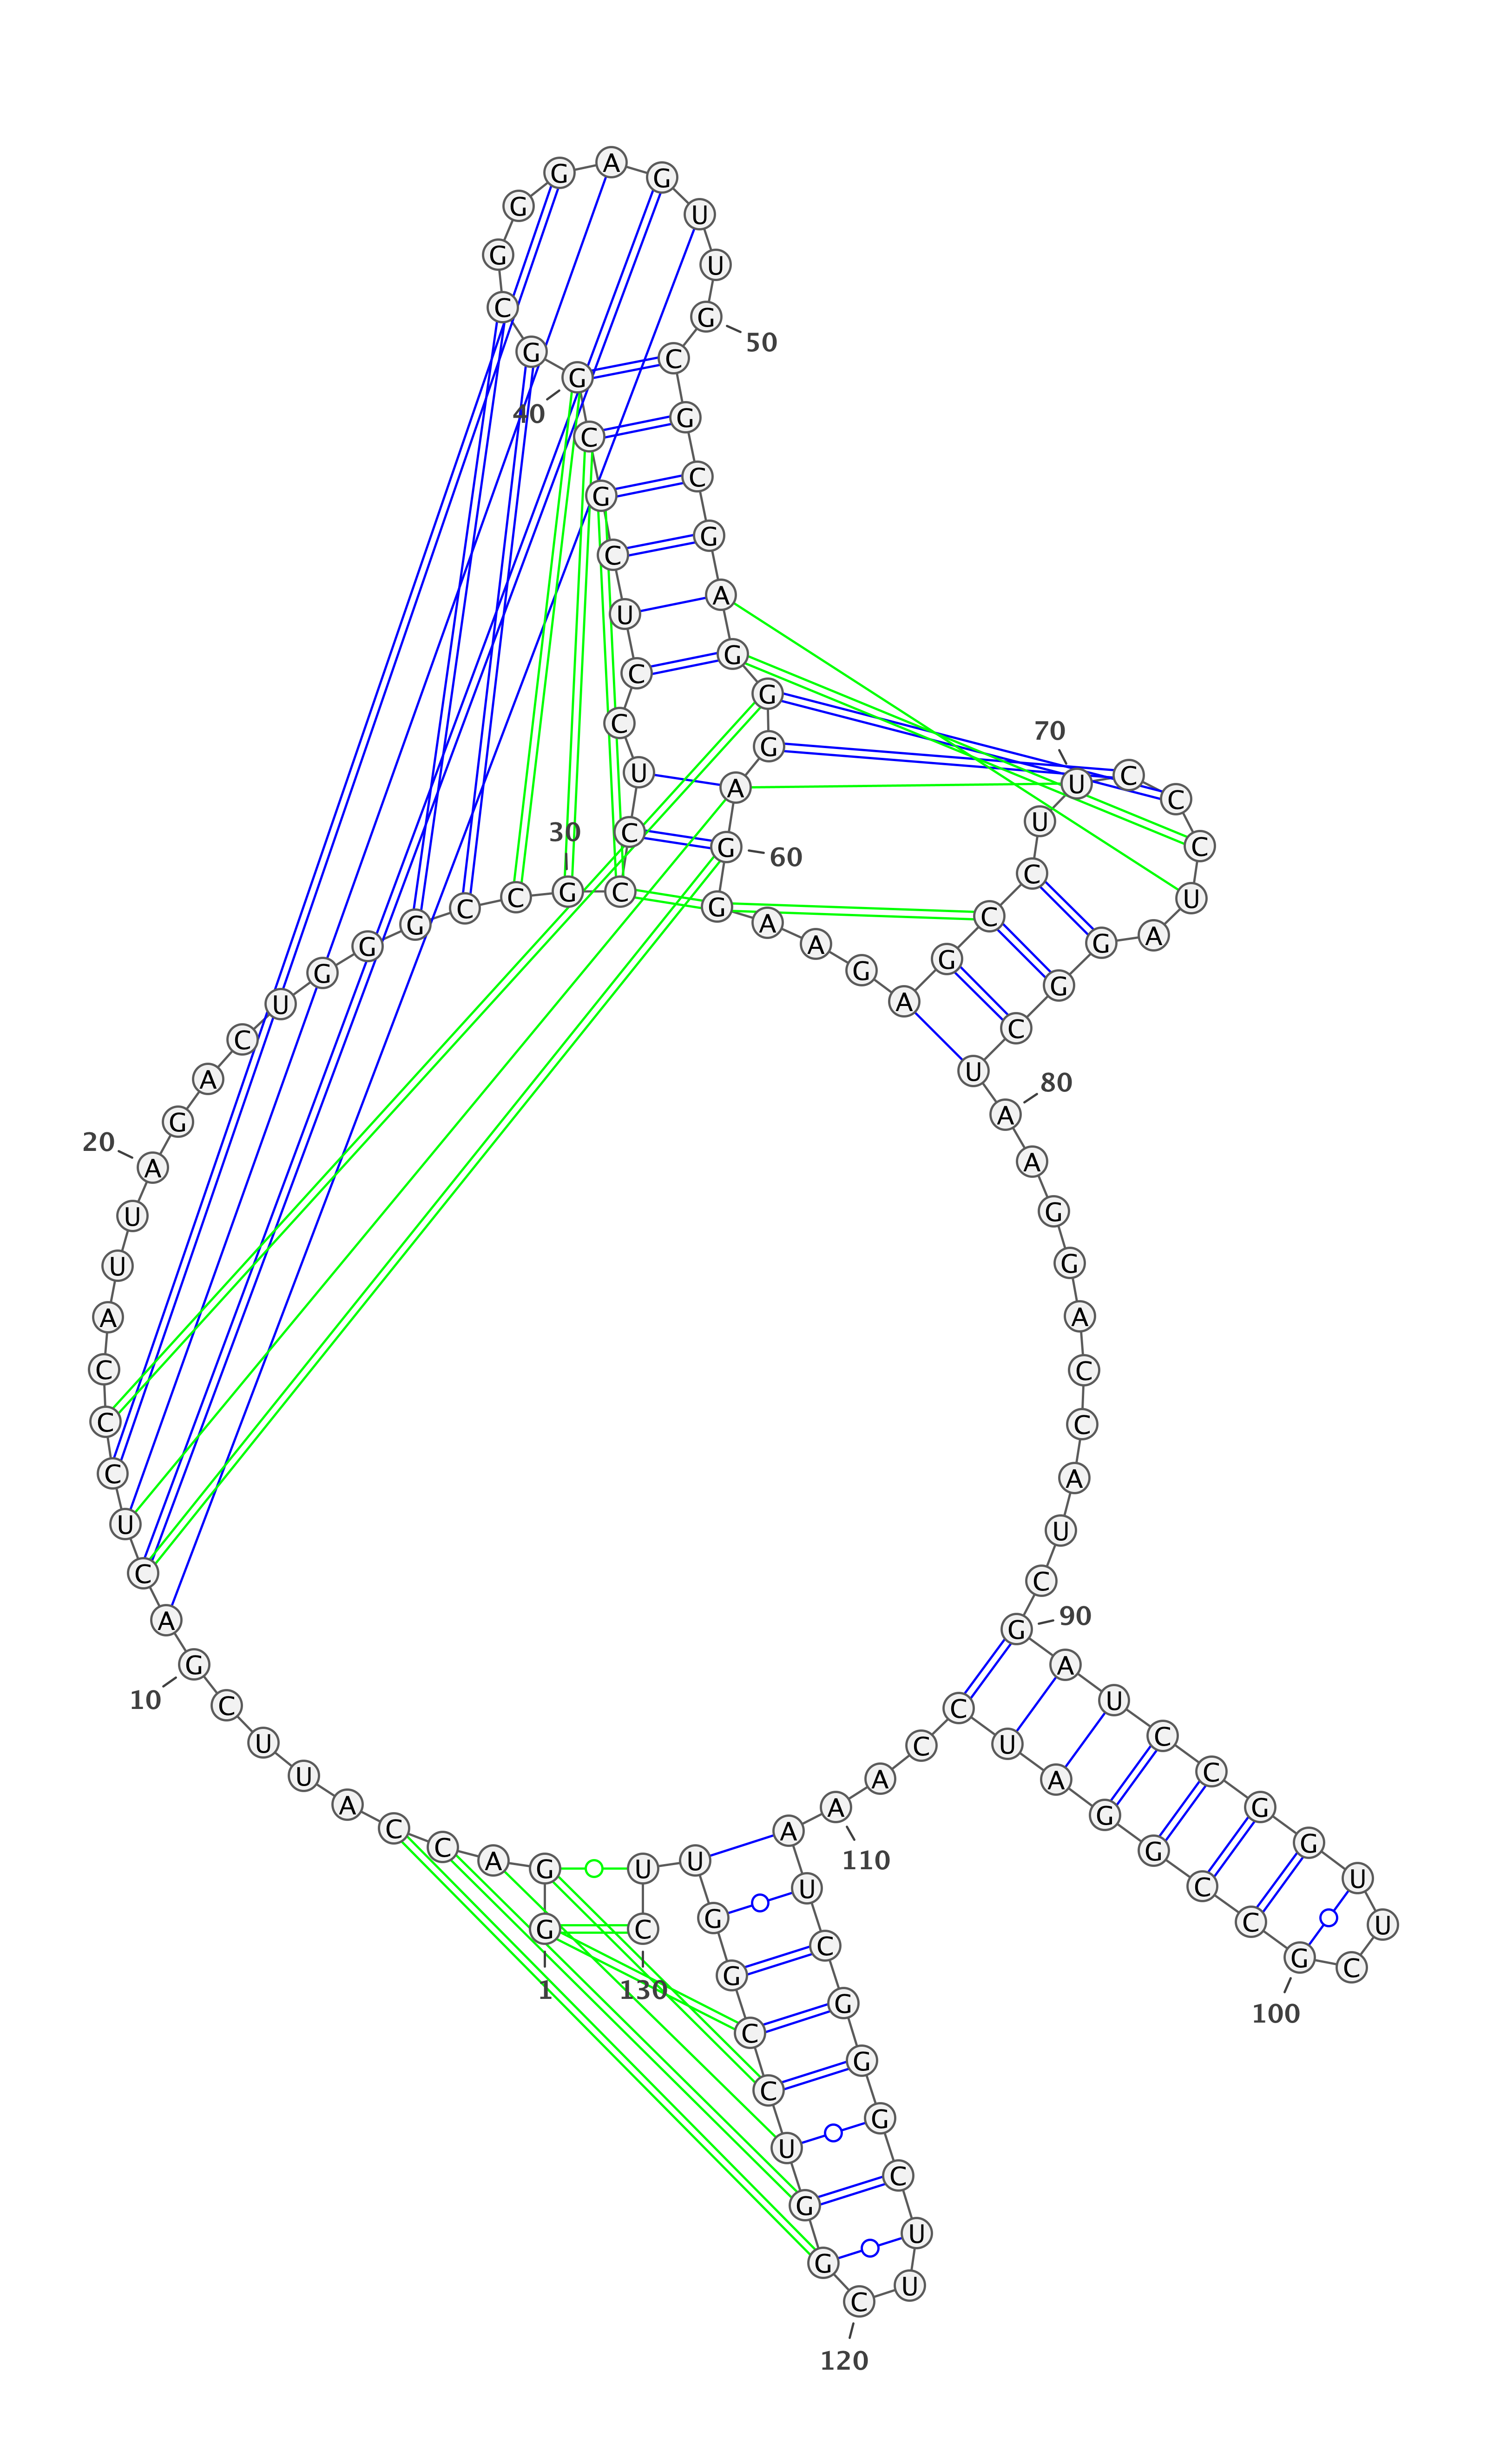 1
G G A C C A U U C G
10
A C U C C C A U U A
20
G A C U G G G C C G
30
C C U C C U C G C G
40
G C G G G A G U U G
50
C G C G A G G G A G
60
G A A G A G C C U U
70
C C C U A G G C U A
80
A G G A C C A U C G
90
A U C C G G U U C G
100
C C G G A U C C A A
110
A U C G G G C U U C
120
G G U C C G G U U C
130